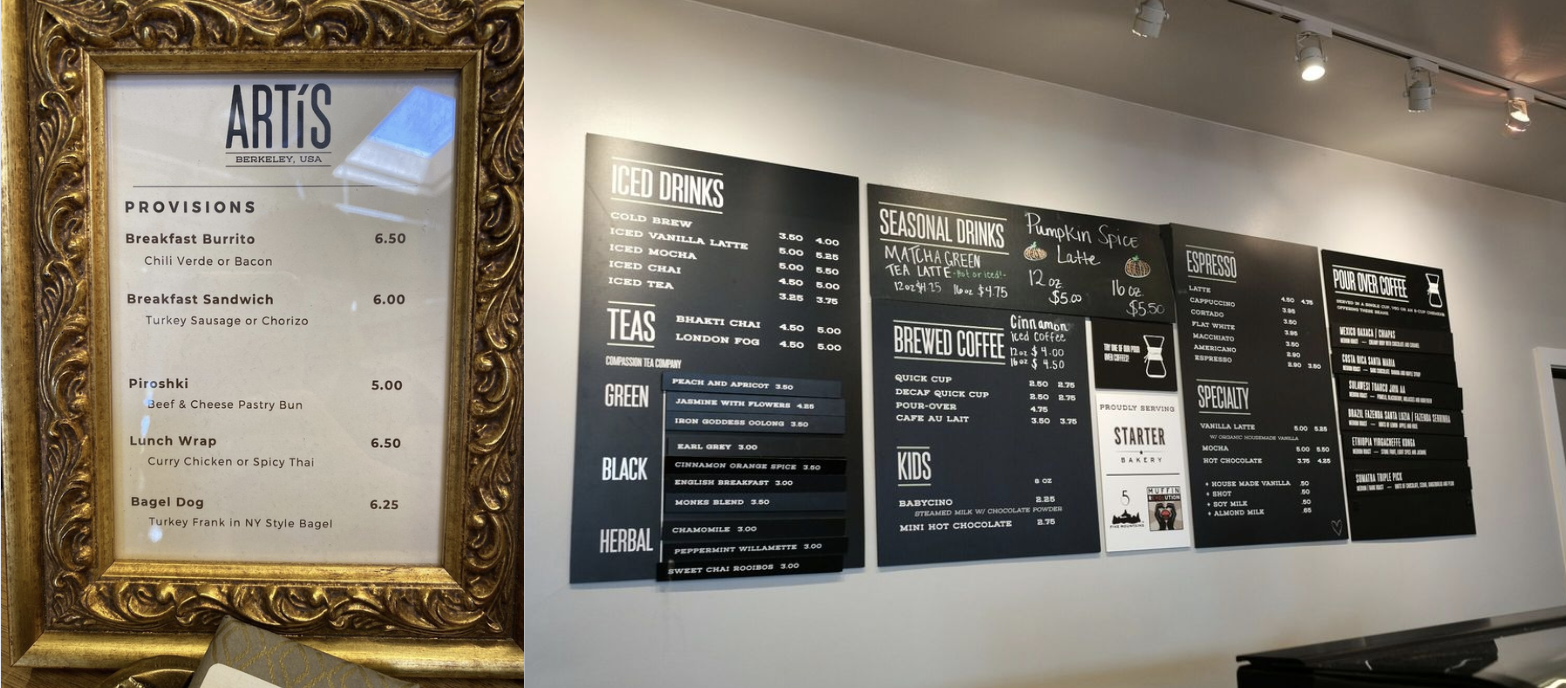 ARTÍS
BERKELEY, USA
PROVISIONS
Breakfast Burrito 6.50
Chili Verde or Bacon
Breakfast Sandwich 6.00
Turkey Sausage or Chorizo
Piroshki 5.00
Beef & Cheese Pastry Bun
Lunch Wrap 6.50
Curry Chicken or Spicy Thai
Bagel Dog 6.25
Turkey Frank in NY Style Bagel
ICED DRINKS
COLD BREW 3.50 4.00
ICED VANILLA LATTE 5.00 5.25
ICED MOCHA 5.00 5.50
ICED CHAI 4.50 5.00
ICED TEA 3.25 3.75
TEAS
BHAKTI CHAI 4.50 5.00
LONDON FOG 4.50 5.00
COMPASSION TEA COMPANY
GREEN
PEACH AND APRICOT 3.50
JASMINE WITH FLOWERS 4.25
IRON GODDESS OOLONG 3.50
BLACK
EARL GREY 3.00
CINNAMON ORANGE SPICE 3.50
ENGLISH BREAKFAST 3.00
MONKS BLEND 3.50
HERBAL
CHAMOMILE 3.00
PEPPERMINT WILLAMETTE 3.00
SWEET CHAI ROOIBOS 3.00
SEASONAL DRINKS
MATCHA GREEN
TEA LATTE -Hot or iced!-
12oz $4.25 16oz $4.75
Pumpkin Spice
Latte
12 oz $5.00
16 oz $5.50
BREWED COFFEE
Cinnamon
iced Coffee
12oz $4.00
16oz $4.50
QUICK CUP 2.50 2.75
DECAF QUICK CUP 2.50 2.75
POUR-OVER 4.75
CAFE AU LAIT 3.50 3.75
KIDS
8 OZ
BABYCINO 2.25
STEAMED MILK W/ CHOCOLATE POWDER
MINI HOT CHOCOLATE 2.75
TRY ONE OF OUR POUR
OVER COFFEES!
PROUDLY SERVING
STARTER
BAKERY
5
FIVE MOUNTAINS
MUFFIN
REVOLUTION
ESPRESSO
LATTE 4.50 4.75
CAPPUCCINO 3.95
CORTADO 3.50
FLAT WHITE 3.95
MACCHIATO 3.50
AMERICANO 2.90
ESPRESSO 2.90 3.50
SPECIALTY
VANILLA LATTE 5.00 5.25
W/ ORGANIC HOUSEMADE VANILLA
MOCHA 5.00 5.50
HOT CHOCOLATE 3.75 4.25
+ HOUSE MADE VANILLA .50
+ SHOT .50
+ SOY MILK .50
+ ALMOND MILK .65
POUR OVER COFFEE
MEXICO OAXACA / CHIAPAS
COSTA RICA SANTA MARIA
SULAWESI TOARCO JAVA AA
BRAZIL FAZENDA SANTA LUZIA / FAZENDA SERRINHA
ETHIOPIA YIRGACHEFFE KONGA
SUMATRA TRIPLE PICK